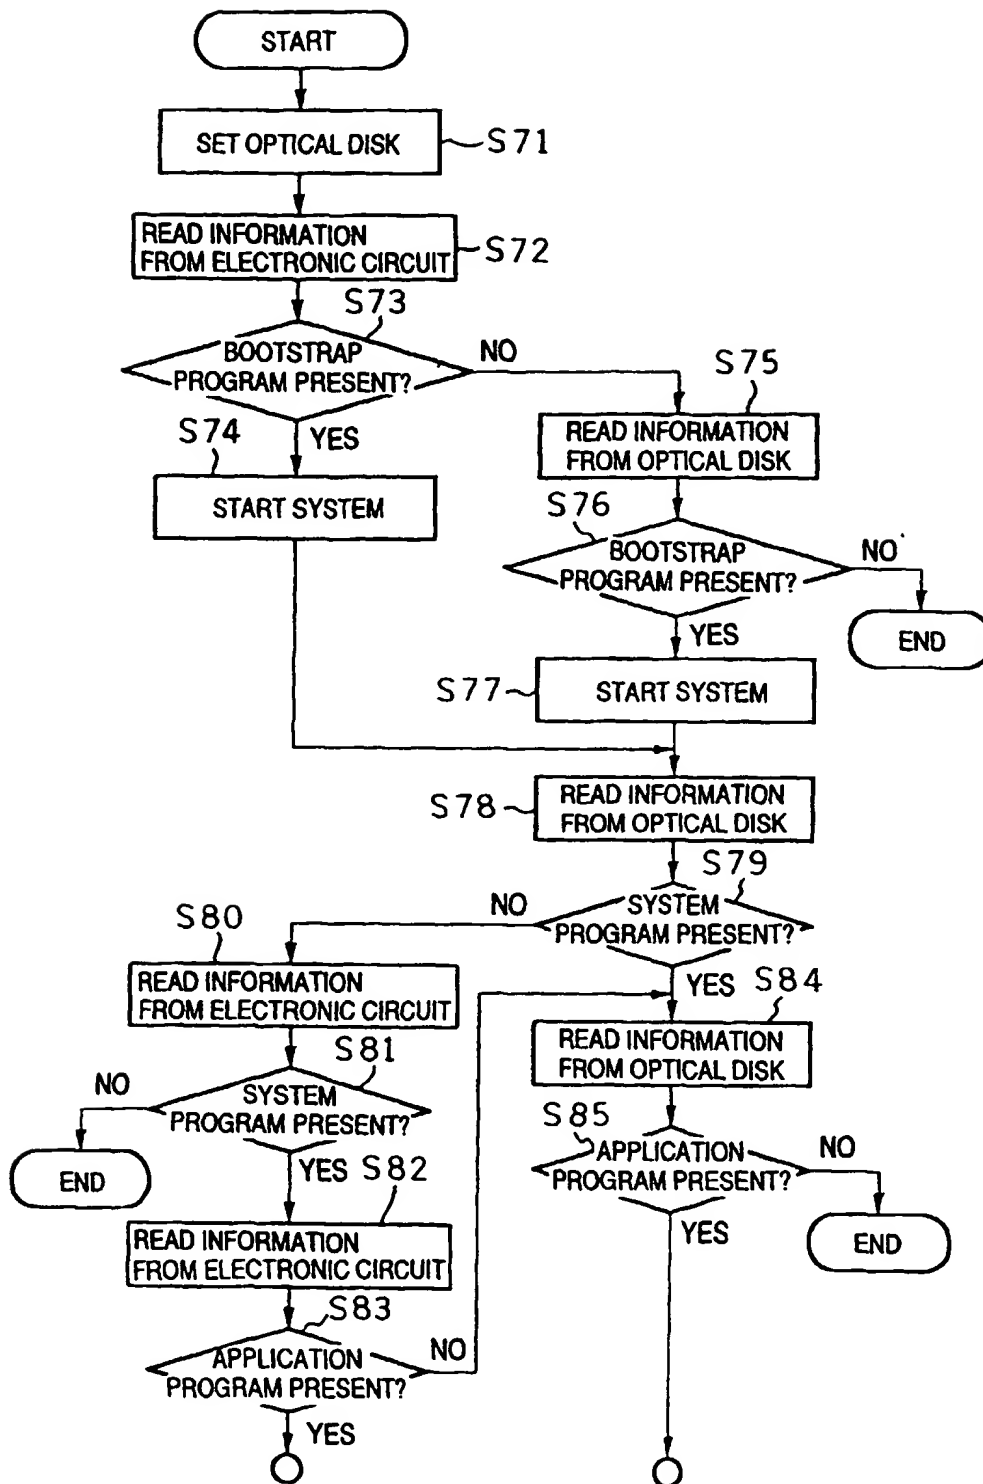 START
SET OPTICAL DISK
S71
READ INFORMATION
FROM ELECTRONIC CIRCUIT
S72
S73
BOOTSTRAP
PROGRAM PRESENT?
NO
YES
S74
START SYSTEM
S75
READ INFORMATION
FROM OPTICAL DISK
S76
BOOTSTRAP
PROGRAM PRESENT?
NO
END
YES
S77
START SYSTEM
S78
READ INFORMATION
FROM OPTICAL DISK
S79
SYSTEM
PROGRAM PRESENT?
NO
YES
S80
READ INFORMATION
FROM ELECTRONIC CIRCUIT
S81
SYSTEM
PROGRAM PRESENT?
NO
END
YES
S82
READ INFORMATION
FROM ELECTRONIC CIRCUIT
S83
APPLICATION
PROGRAM PRESENT?
NO
YES
S84
READ INFORMATION
FROM OPTICAL DISK
S85
APPLICATION
PROGRAM PRESENT?
NO
END
YES